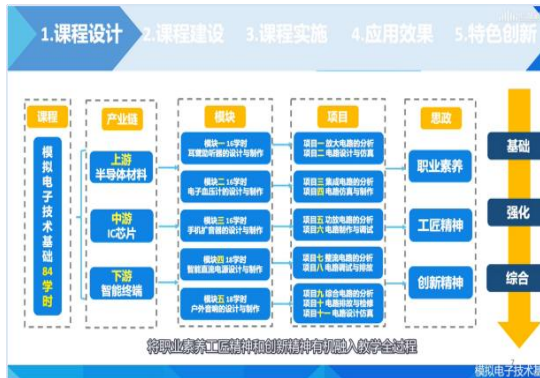 1.课程设计
2.课程建设
3.课程实施
4.应用效果
5.特色创新
课程
产业链
模块
项目
思政
模拟电子技术基础84学时
上游
半导体材料
中游
IC芯片
下游
智能终端
模块一 16学时
耳聋助听器的设计与制作
模块二 16学时
电子血压计的设计与制作
模块三 16学时
手机扩音器的设计与制作
模块四 18学时
智能直流电源设计与制作
模块五 18学时
户外音响的设计与制作
项目一 放大电路的分析
项目二 电路设计与仿真
项目三 集成电路的分析
项目四 电路仿真与制作
项目五 功放电路的分析
项目六 电路制作与调试
项目七 整流电路的分析
项目八 电路调试与排故
项目九 综合电路的分析
项目十 电路排故与检修
项目十一 电路设计仿真
职业素养
工匠精神
创新精神
基础
强化
综合
将职业素养工匠精神和创新精神有机融入教学全过程
7
模拟电子技术基